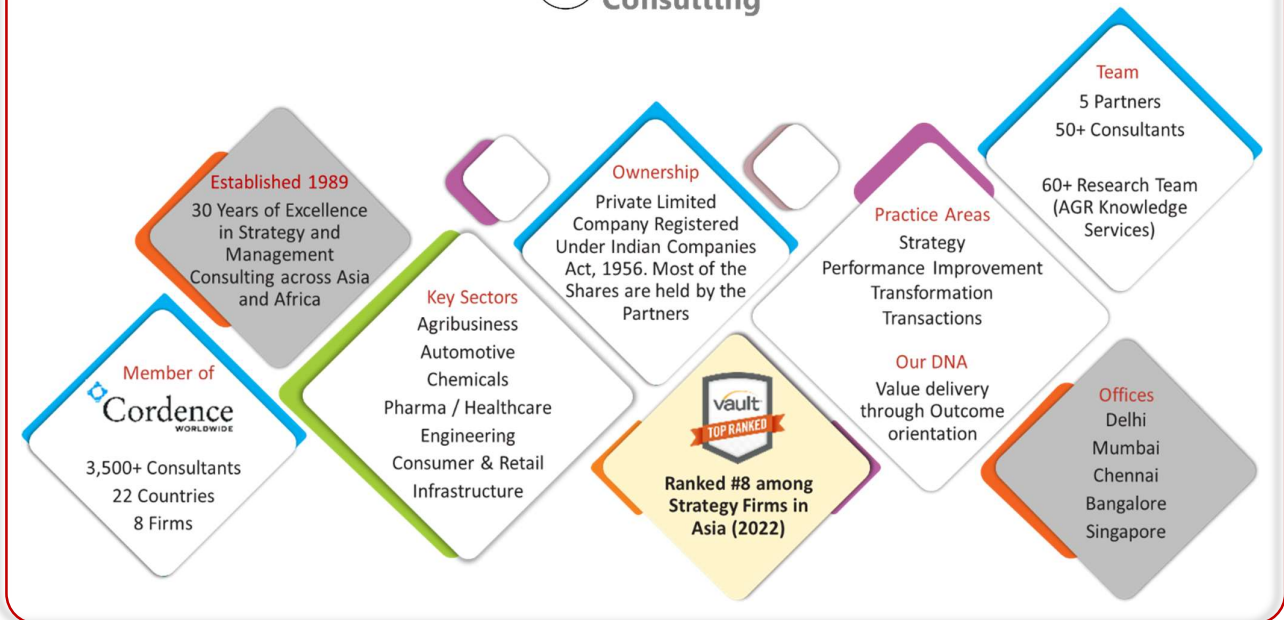 Consulting
Established 1989
30 Years of Excellence
in Strategy and
Management
Consulting across Asia
and Africa
Member of
Cordence
WORLDWIDE
3,500+ Consultants
22 Countries
8 Firms
Key Sectors
Agribusiness
Automotive
Chemicals
Pharma / Healthcare
Engineering
Consumer & Retail
Infrastructure
Ownership
Private Limited
Company Registered
Under Indian Companies
Act, 1956. Most of the
Shares are held by the
Partners
vault
TOP RANKED
Ranked #8 among
Strategy Firms in
Asia (2022)
Practice Areas
Strategy
Performance Improvement
Transformation
Transactions
Our DNA
Value delivery
through Outcome
orientation
Team
5 Partners
50+ Consultants
60+ Research Team
(AGR Knowledge
Services)
Offices
Delhi
Mumbai
Chennai
Bangalore
Singapore